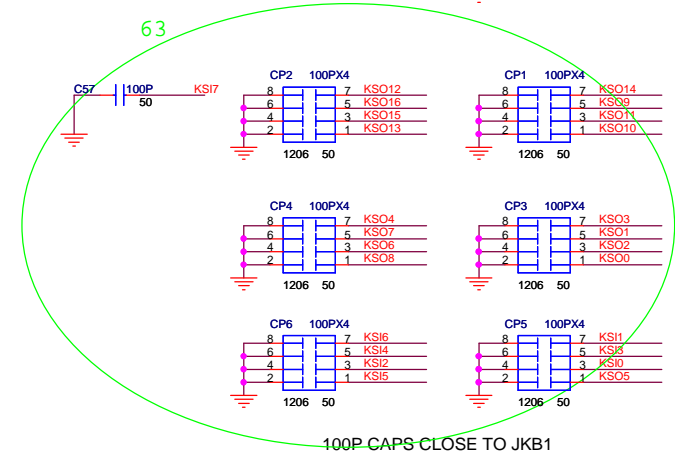 63
C57 100P KSI7
50
CP2 100PX4
8 7 KSO12
6 5 KSO16
4 3 KSO15
2 1 KSO13
1206 50
CP1 100PX4
8 7 KSO14
6 5 KSO9
4 3 KSO11
2 1 KSO10
1206 50
CP4 100PX4
8 7 KSO4
6 5 KSO7
4 3 KSO6
2 1 KSO8
1206 50
CP3 100PX4
8 7 KSO3
6 5 KSO1
4 3 KSO2
2 1 KSO0
1206 50
CP6 100PX4
8 7 KSI6
6 5 KSI4
4 3 KSI2
2 1 KSI5
1206 50
CP5 100PX4
8 7 KSI1
6 5 KSI3
4 3 KSI0
2 1 KSO5
1206 50
100P CAPS CLOSE TO JKB1